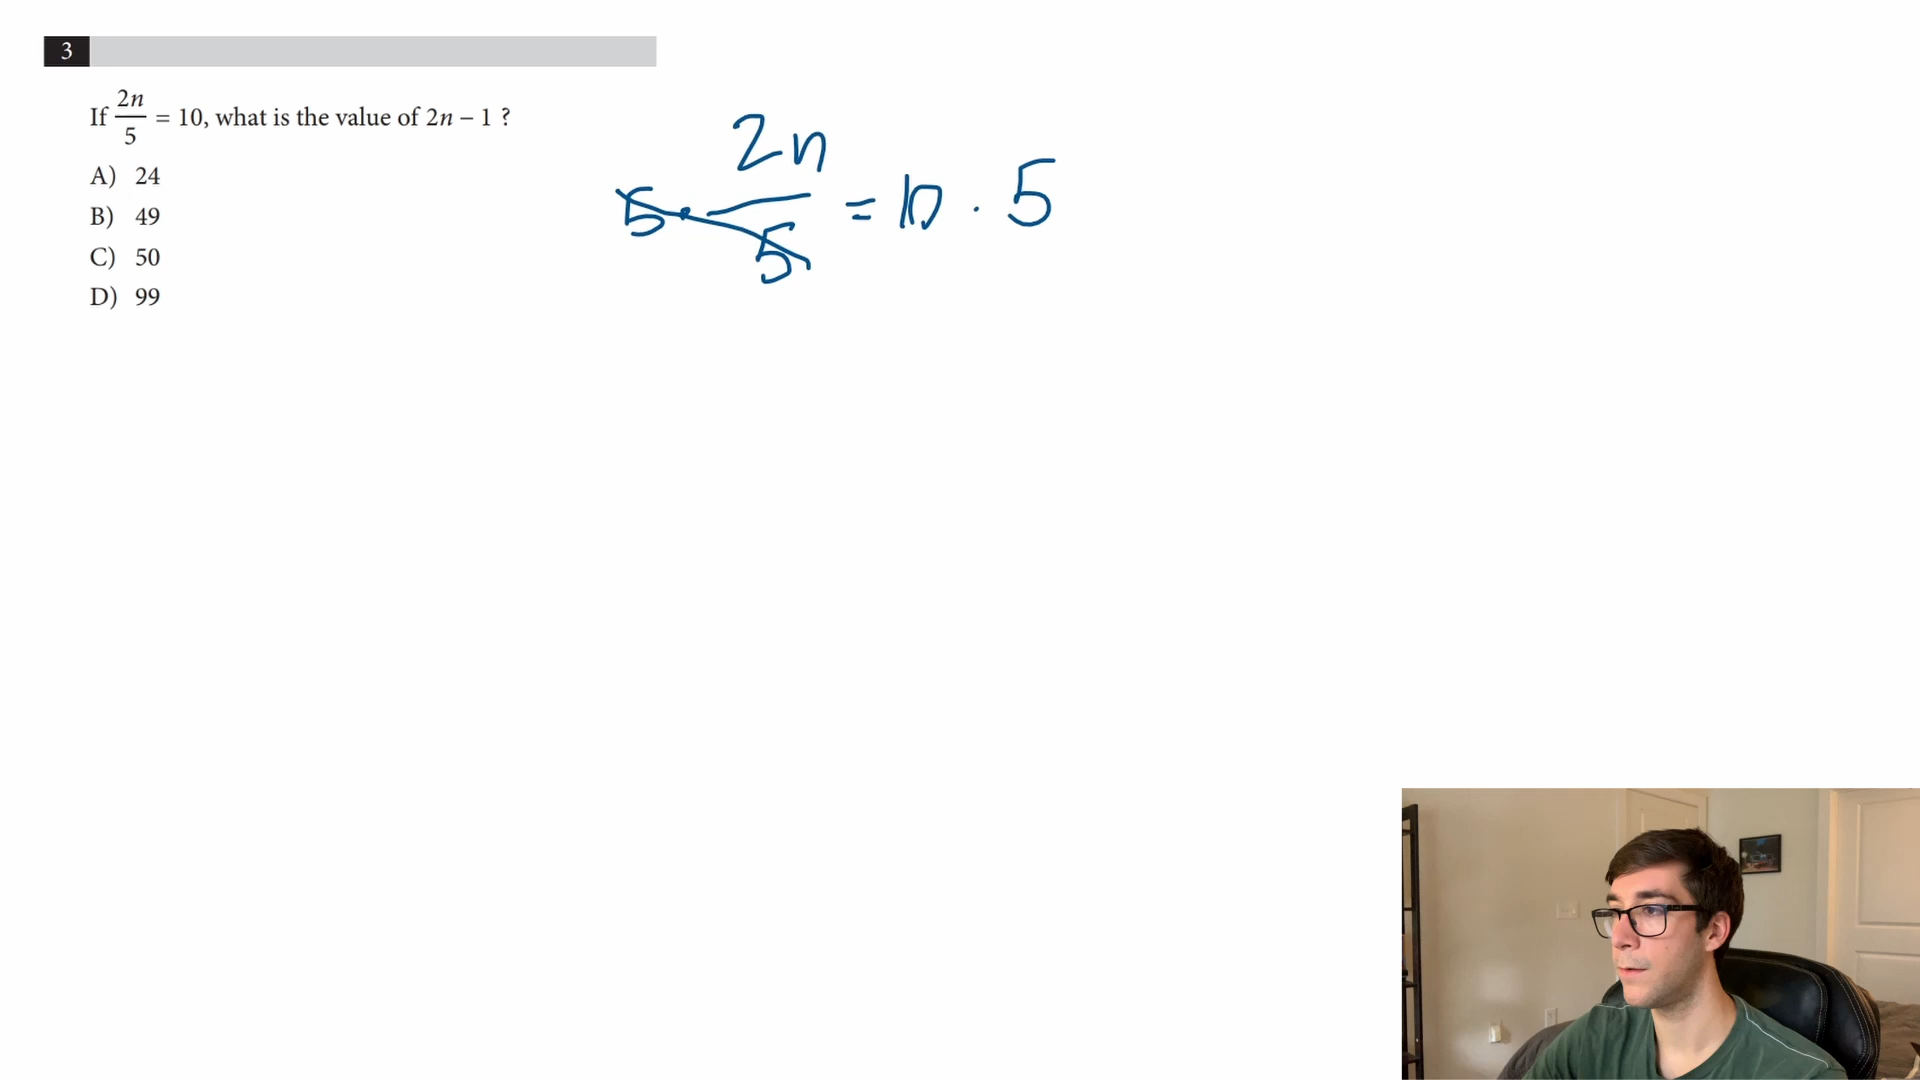 3
If 2n/5 = 10, what is the value of 2n – 1 ?
A) 24
B) 49
C) 50
D) 99
5 · 2n/5 = 10 · 5